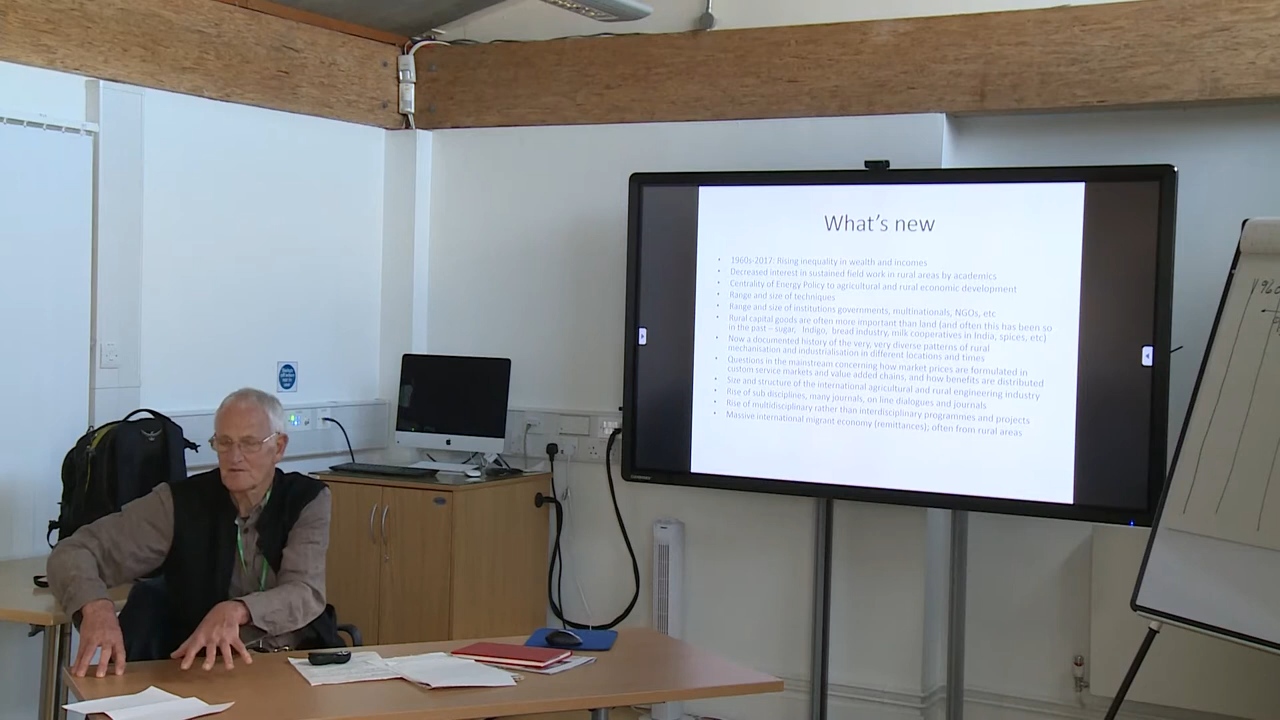 What's new
• 1960s-2017: Rising inequality in wealth and incomes
• Decreased interest in sustained field work in rural areas by academics
• Centrality of Energy Policy to agricultural and rural economic development
• Range and size of techniques
• Range and size of institutions governments, multinationals, NGOs, etc
• Rural capital goods are often more important than land (and often this has been so
in the past – sugar, Indigo, bread industry, milk cooperatives in India, spices, etc)
• Now a documented history of the very, very diverse patterns of rural
mechanisation and industrialisation in different locations and times
• Questions in the mainstream concerning how market prices are formulated in
custom service markets and value added chains, and how benefits are distributed
• Size and structure of the international agricultural and rural engineering industry
• Rise of sub disciplines, many journals, on line dialogues and journals
• Rise of multidisciplinary rather than interdisciplinary programmes and projects
• Massive international migrant economy (remittances); often from rural areas